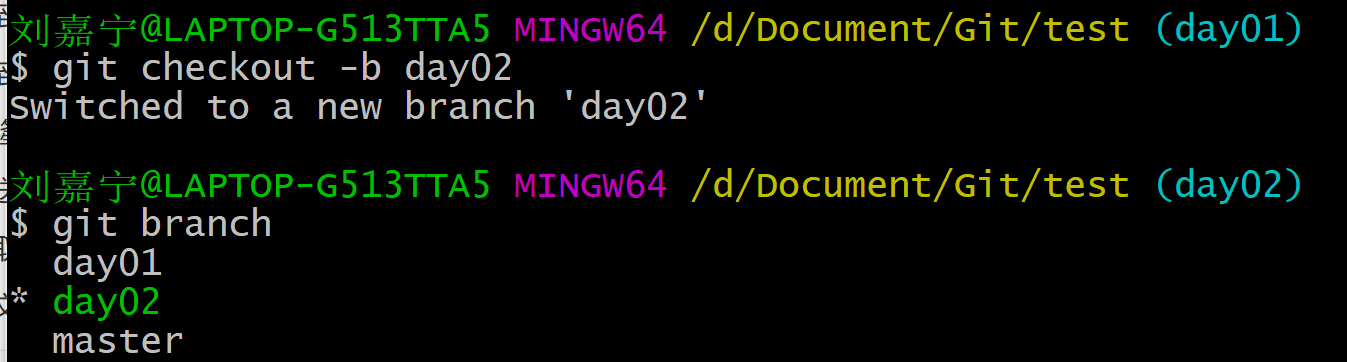 刘嘉宁@LAPTOP-G513TTA5 MINGW64 /d/Document/Git/test (day01)
$ git checkout -b day02
Switched to a new branch 'day02'
刘嘉宁@LAPTOP-G513TTA5 MINGW64 /d/Document/Git/test (day02)
$ git branch
  day01
* day02
  master